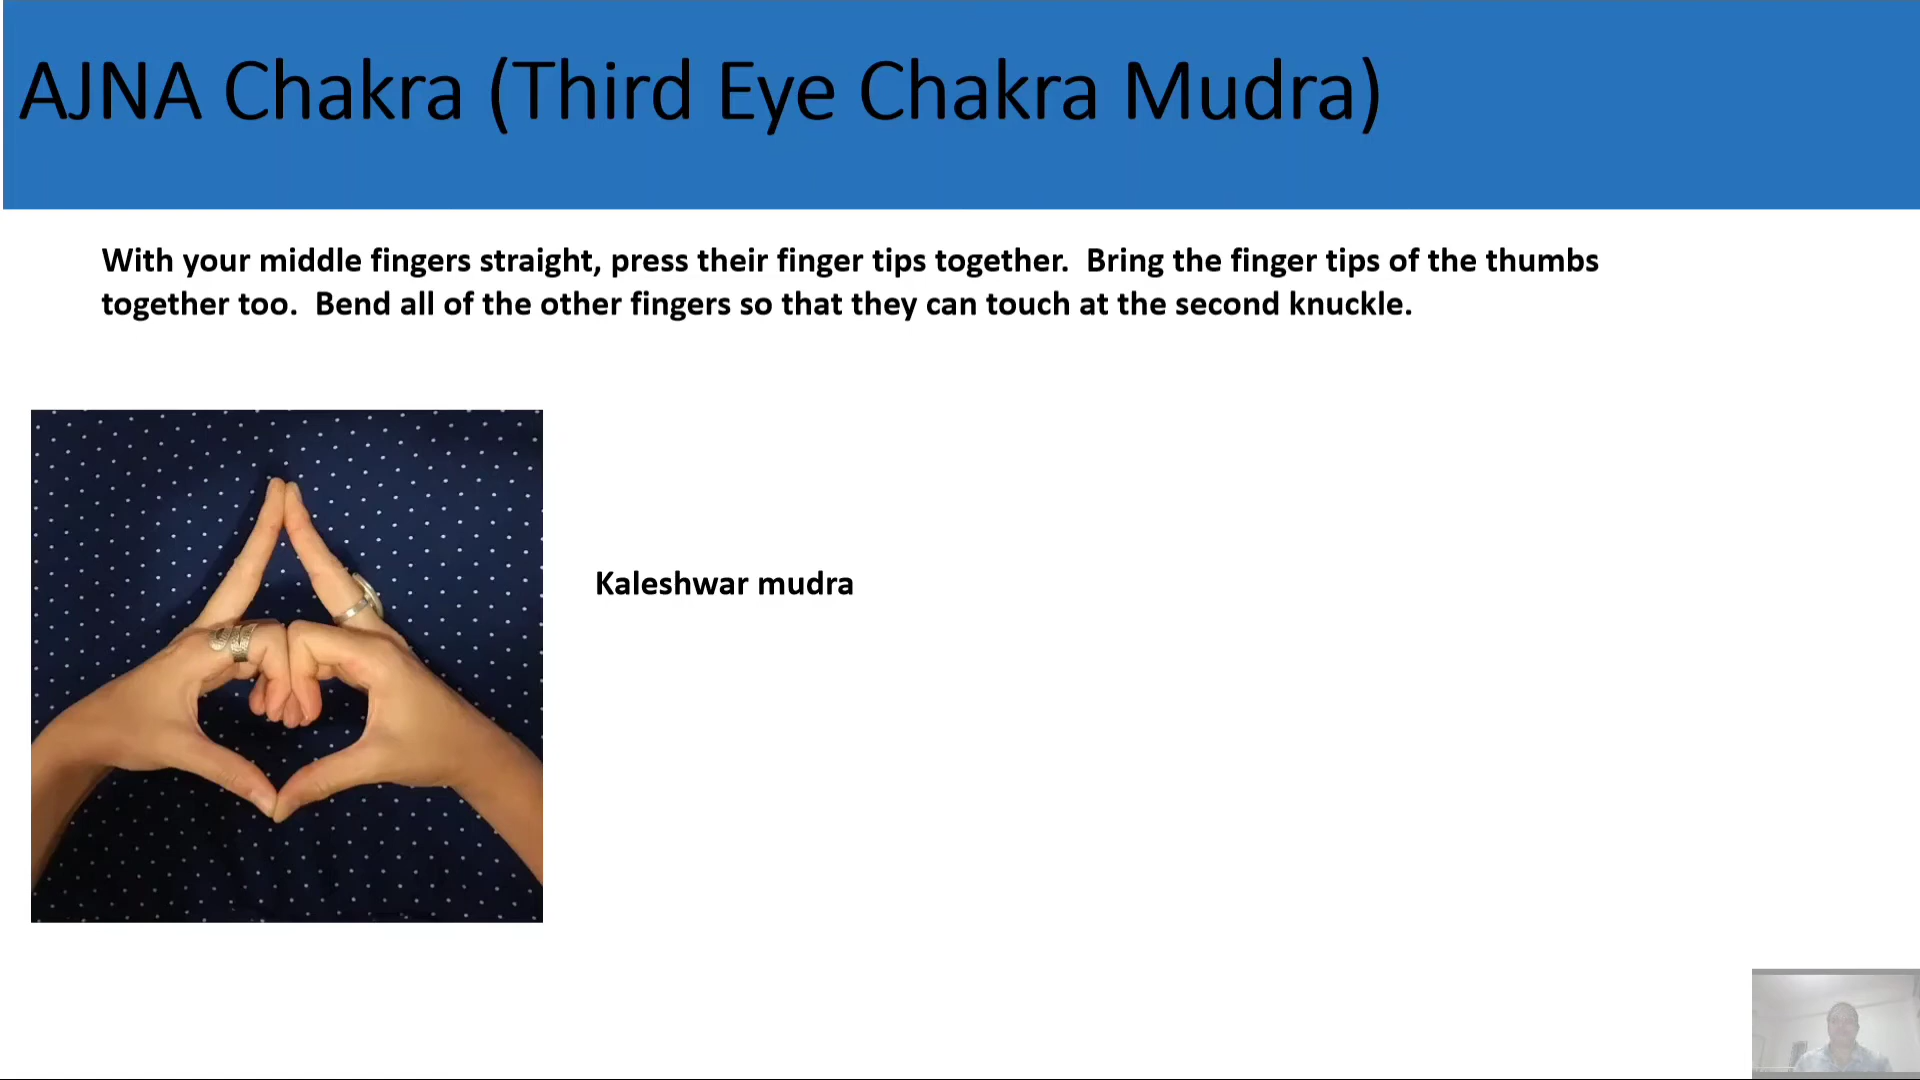 AJNA Chakra (Third Eye Chakra Mudra)
With your middle fingers straight, press their finger tips together.  Bring the finger tips of the thumbs
together too.  Bend all of the other fingers so that they can touch at the second knuckle.
Kaleshwar mudra